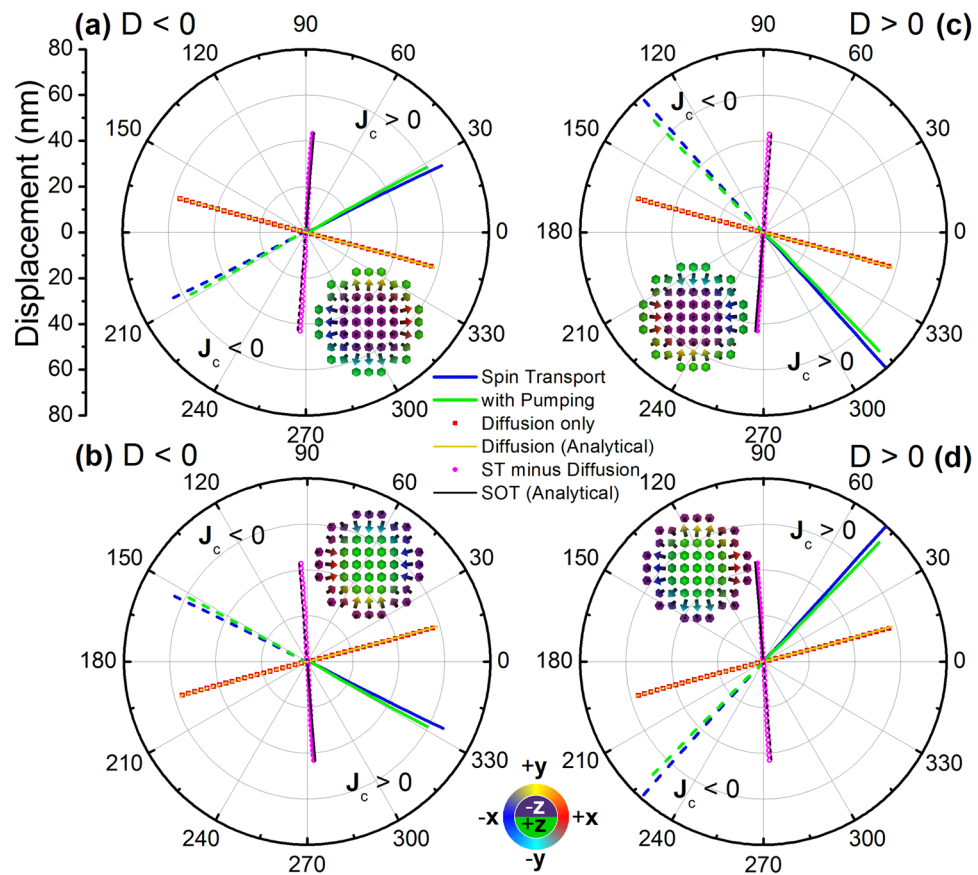 (a) D < 0
90
120
60
150
30
0
210
330
240
300
270
J_c > 0
J_c < 0
Displacement (nm)
80
60
40
20
0
20
40
60
80
D > 0 (c)
90
120
60
150
30
180
0
210
330
240
300
270
J_c < 0
J_c > 0
Spin Transport
with Pumping
Diffusion only
Diffusion (Analytical)
ST minus Diffusion
SOT (Analytical)
(b) D < 0
90
120
60
150
30
180
0
210
330
240
300
270
J_c < 0
J_c > 0
D > 0 (d)
90
120
60
150
30
180
0
210
330
240
300
270
J_c > 0
J_c < 0
+y
-x
-z
+z
+x
-y